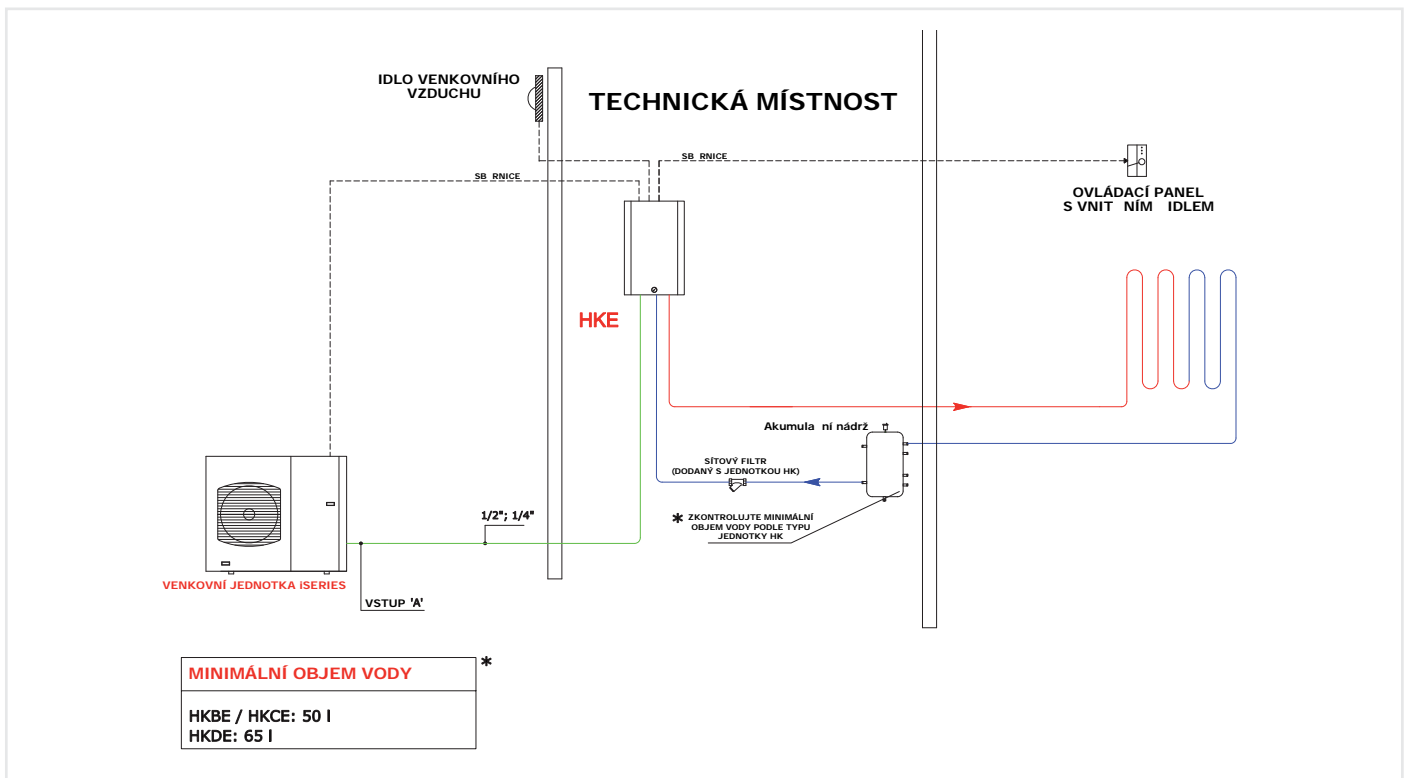 IDLO VENKOVNÍHO
VZDUCHU
TECHNICKÁ MÍSTNOST
SB RNICE
SB RNICE
OVLÁDACÍ PANEL
S VNIT NÍM IDLEM
HKE
Akumula ní nádrž
SÍTOVÝ FILTR
(DODANÝ S JEDNOTKOU HK)
* ZKONTROLUJTE MINIMÁLNÍ
OBJEM VODY PODLE TYPU
JEDNOTKY HK
1/2"; 1/4"
VENKOVNÍ JEDNOTKA iSERIES
VSTUP 'A'
MINIMÁLNÍ OBJEM VODY *
HKBE / HKCE: 50 l
HKDE: 65 l